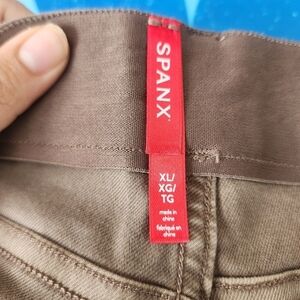 SPANX
XL/
XG/
TG
made in
china
fabriqué en
chine